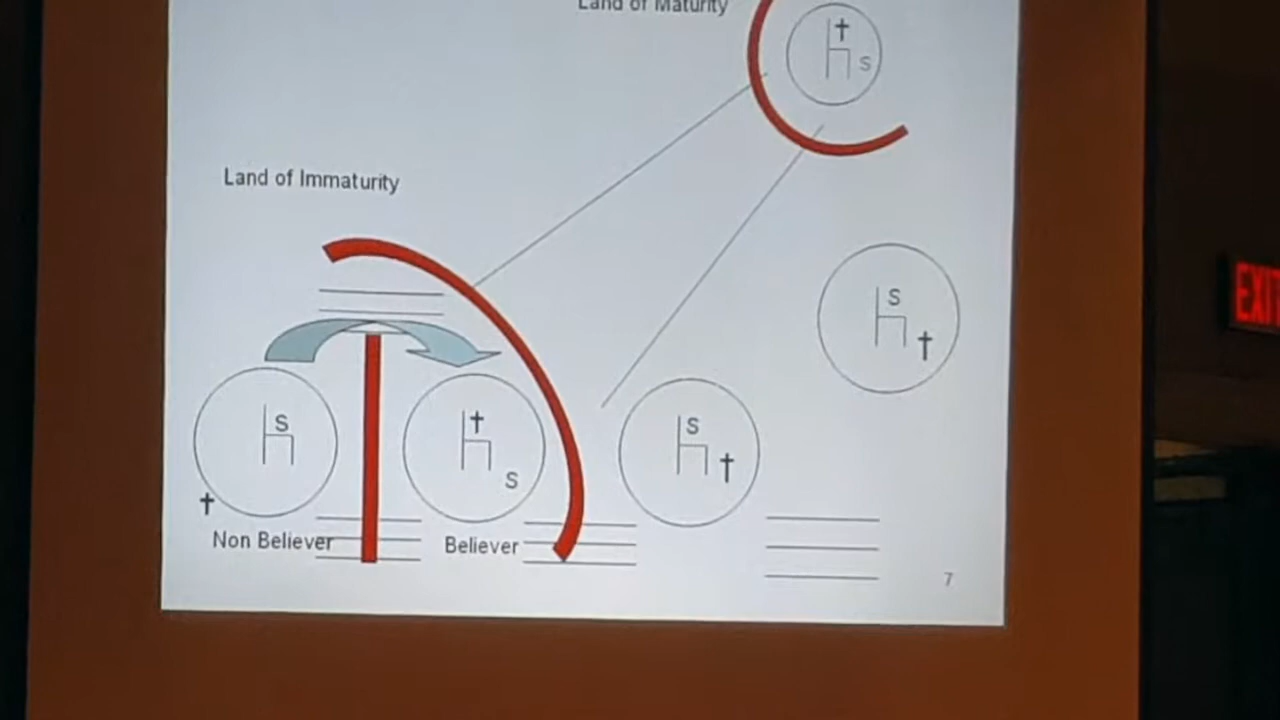 Land of Maturity
†
s
Land of Immaturity
s
†
s
†
†
s
s
†
Non Believer
Believer
7
EXIT